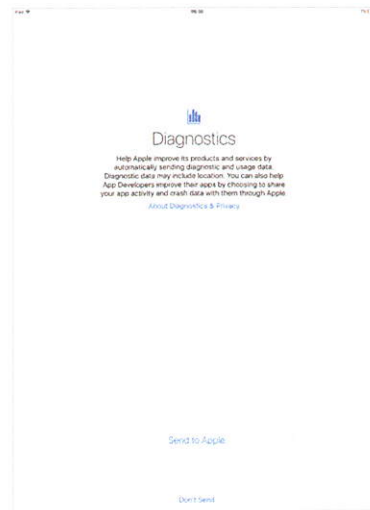 iPad
Diagnostics
Help Apple improve its products and services by
automatically sending diagnostic and usage data.
Diagnostic data may include location. You can also help
App Developers improve their apps by choosing to share
your app activity and crash data with them through Apple.
About Diagnostics & Privacy
Send to Apple
Don't Send